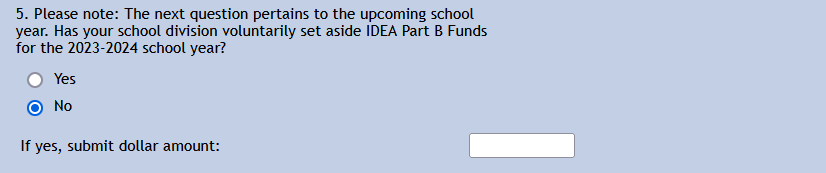 5. Please note: The next question pertains to the upcoming school
year. Has your school division voluntarily set aside IDEA Part B Funds
for the 2023-2024 school year?
Yes
No
If yes, submit dollar amount: